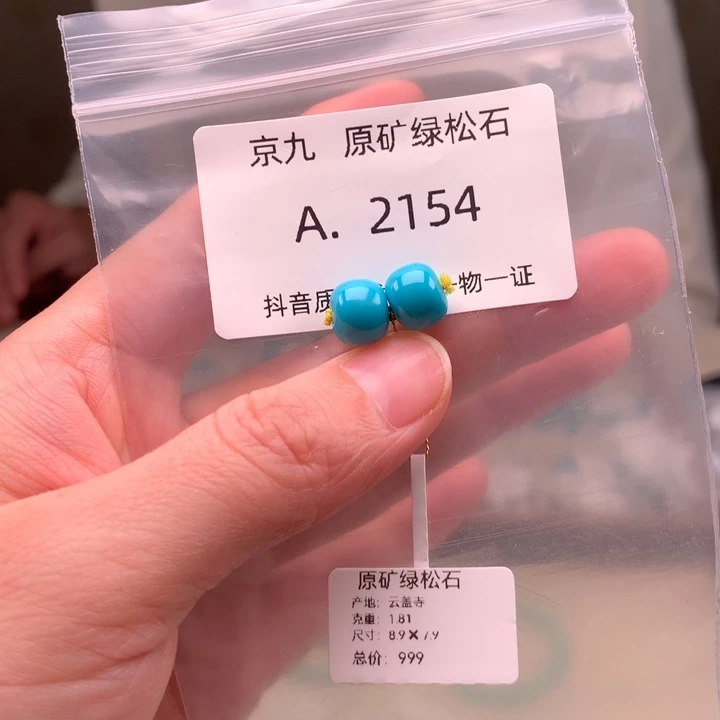 京九 原矿绿松石
A. 2154
抖音质 物一证
原矿绿松石
产地: 云盖寺
克重: 1.81
尺寸: 8.9×7.9
总价: 999